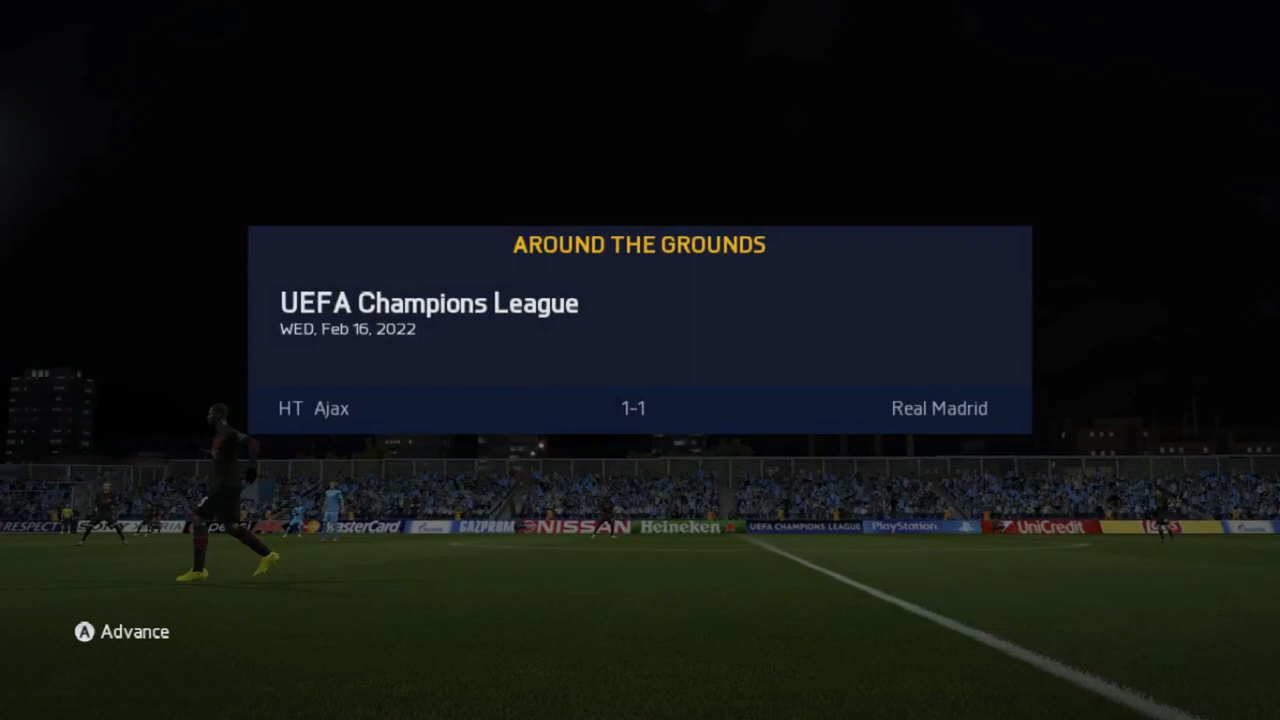 AROUND THE GROUNDS
UEFA Champions League
WED, Feb 16, 2022
HT Ajax 1-1 Real Madrid
RESPECT pepsi MasterCard GAZPROM NISSAN Heineken UEFA CHAMPIONS LEAGUE PlayStation UniCredit
A Advance